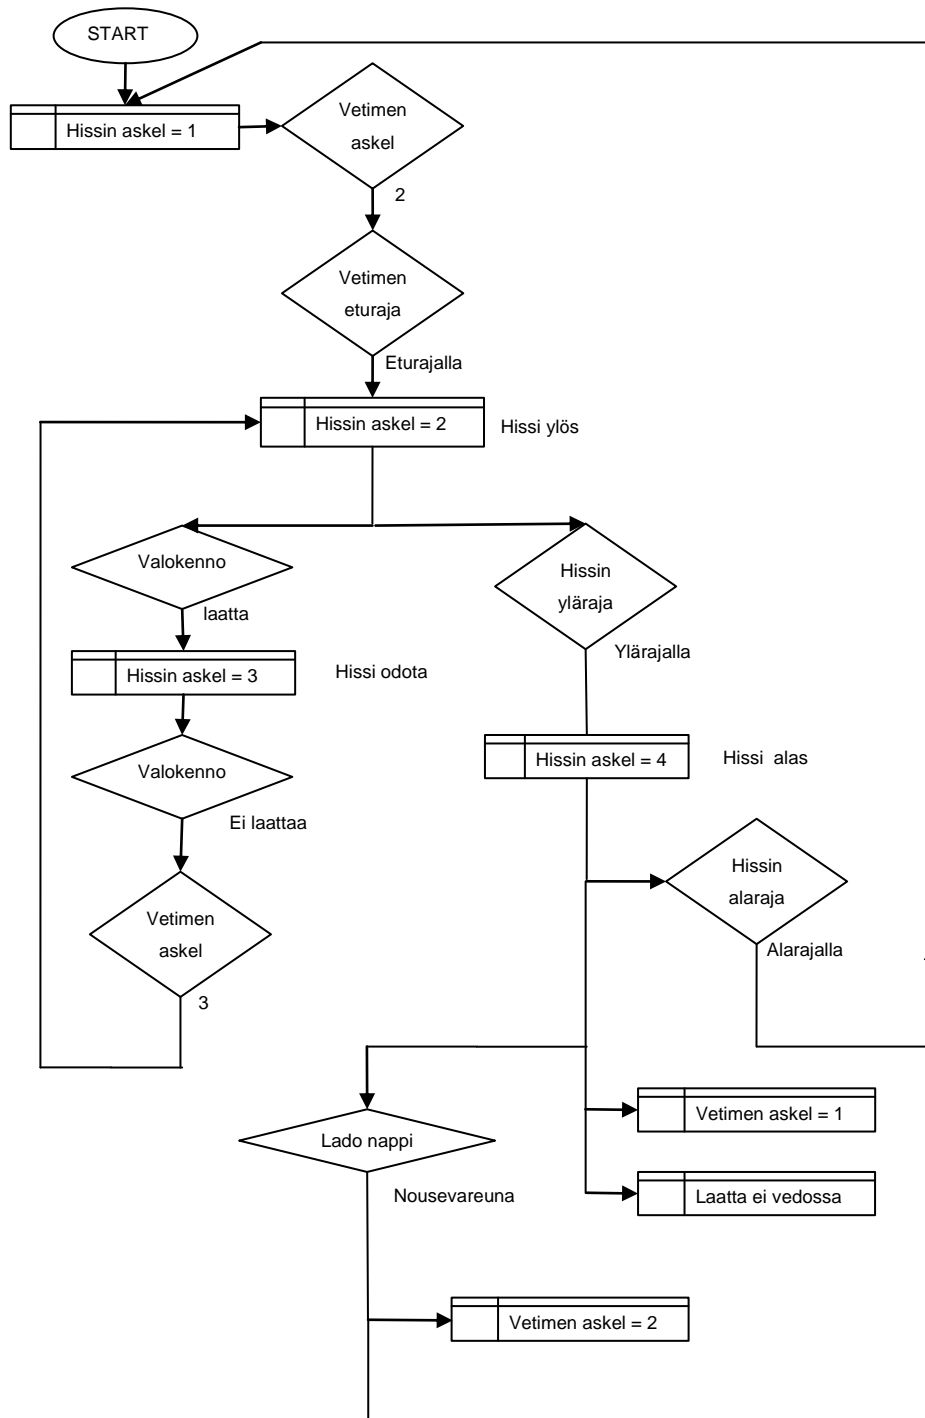 START
Hissin askel = 1
Vetimen
askel
2
Vetimen
eturaja
Eturajalla
Hissin askel = 2
Hissi ylös
Valokenno
laatta
Hissin
yläraja
Ylärajalla
Hissin askel = 3
Hissi odota
Valokenno
Ei laattaa
Hissin askel = 4
Hissi alas
Vetimen
askel
3
Hissin
alaraja
Alarajalla
Lado nappi
Nousevareuna
Vetimen askel = 1
Laatta ei vedossa
Vetimen askel = 2